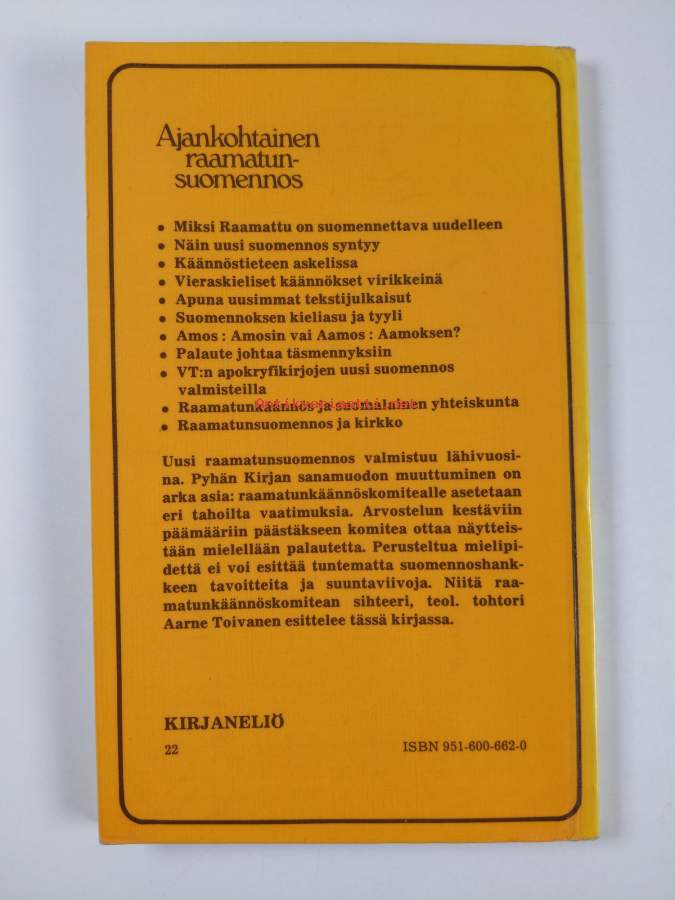 Ajankohtainen
raamatun-
suomennos
• Miksi Raamattu on suomennettava uudelleen
• Näin uusi suomennos syntyy
• Käännöstieteen askelissa
• Vieraskieliset käännökset virikkeinä
• Apuna uusimmat tekstijulkaisut
• Suomennoksen kieliasu ja tyyli
• Amos : Amosin vai Aamos : Aamoksen?
• Palaute johtaa täsmennyksiin
• VT:n apokryfikirjojen uusi suomennos
valmisteilla
• Raamatunkäännös ja suomalainen yhteiskunta
Antikvariaatti.net
• Raamatunsuomennos ja kirkko
Uusi raamatunsuomennos valmistuu lähivuosi-
na. Pyhän Kirjan sanamuodon muuttuminen on
arka asia: raamatunkäännöskomitealle asetetaan
eri tahoilta vaatimuksia. Arvostelun kestäviin
päämääriin päästäkseen komitea ottaa näytteis-
tään mielellään palautetta. Perusteltua mielipi-
dettä ei voi esittää tuntematta suomennoshank-
keen tavoitteita ja suuntaviivoja. Niitä raa-
matunkäännöskomitean sihteeri, teol. tohtori
Aarne Toivanen esittelee tässä kirjassa.
KIRJANELIÖ
22
ISBN 951-600-662-0